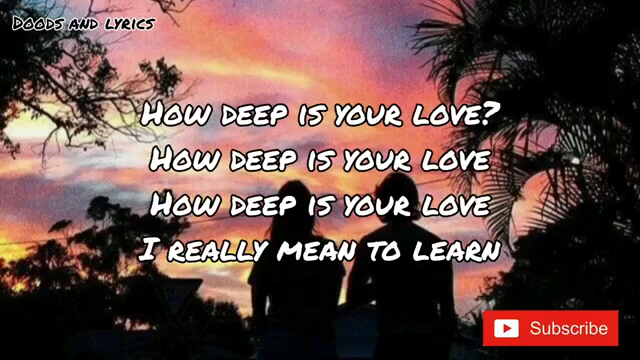 Doods and lyrics
How deep is your love?
How deep is your love
How deep is your love
I really mean to learn
Subscribe